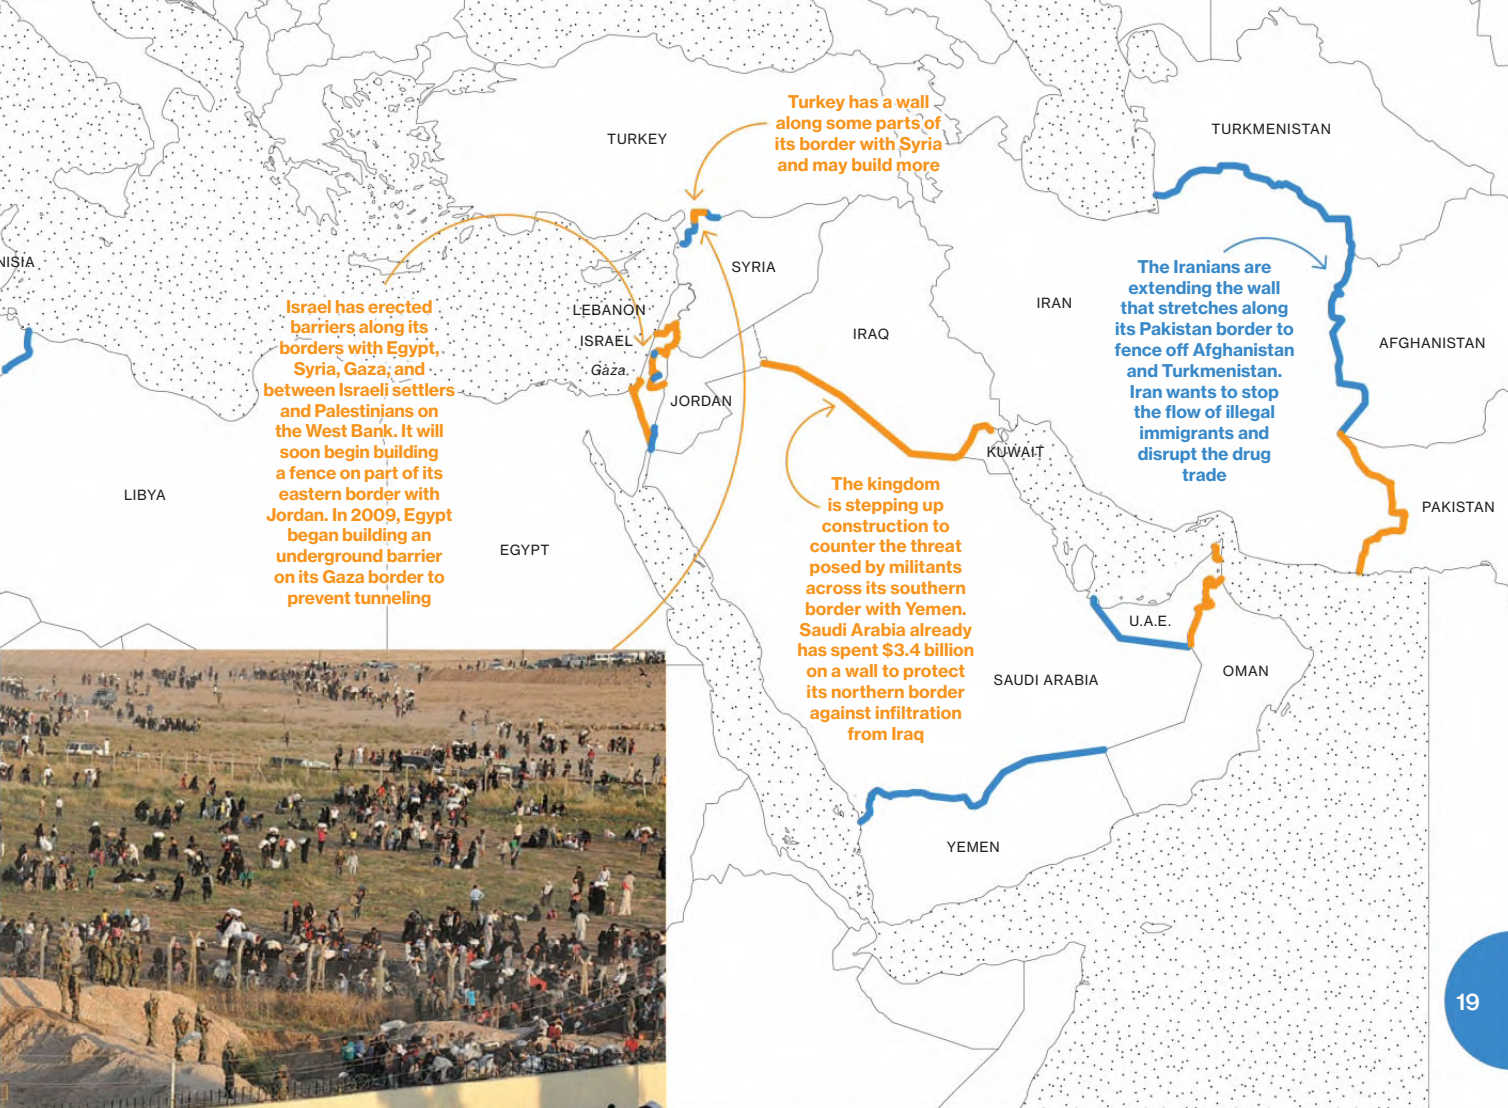 Turkey has a wall
along some parts of
its border with Syria
and may build more
TURKEY
TURKMENISTAN
NISIA
SYRIA
LEBANON
ISRAEL
Gaza
JORDAN
IRAQ
IRAN
AFGHANISTAN
PAKISTAN
KUWAIT
LIBYA
EGYPT
U.A.E.
OMAN
SAUDI ARABIA
YEMEN
Israel has erected
barriers along its
borders with Egypt,
Syria, Gaza, and
between Israeli settlers
and Palestinians on
the West Bank. It will
soon begin building
a fence on part of its
eastern border with
Jordan. In 2009, Egypt
began building an
underground barrier
on its Gaza border to
prevent tunneling
The kingdom
is stepping up
construction to
counter the threat
posed by militants
across its southern
border with Yemen.
Saudi Arabia already
has spent $3.4 billion
on a wall to protect
its northern border
against infiltration
from Iraq
The Iranians are
extending the wall
that stretches along
its Pakistan border to
fence off Afghanistan
and Turkmenistan.
Iran wants to stop
the flow of illegal
immigrants and
disrupt the drug
trade
19